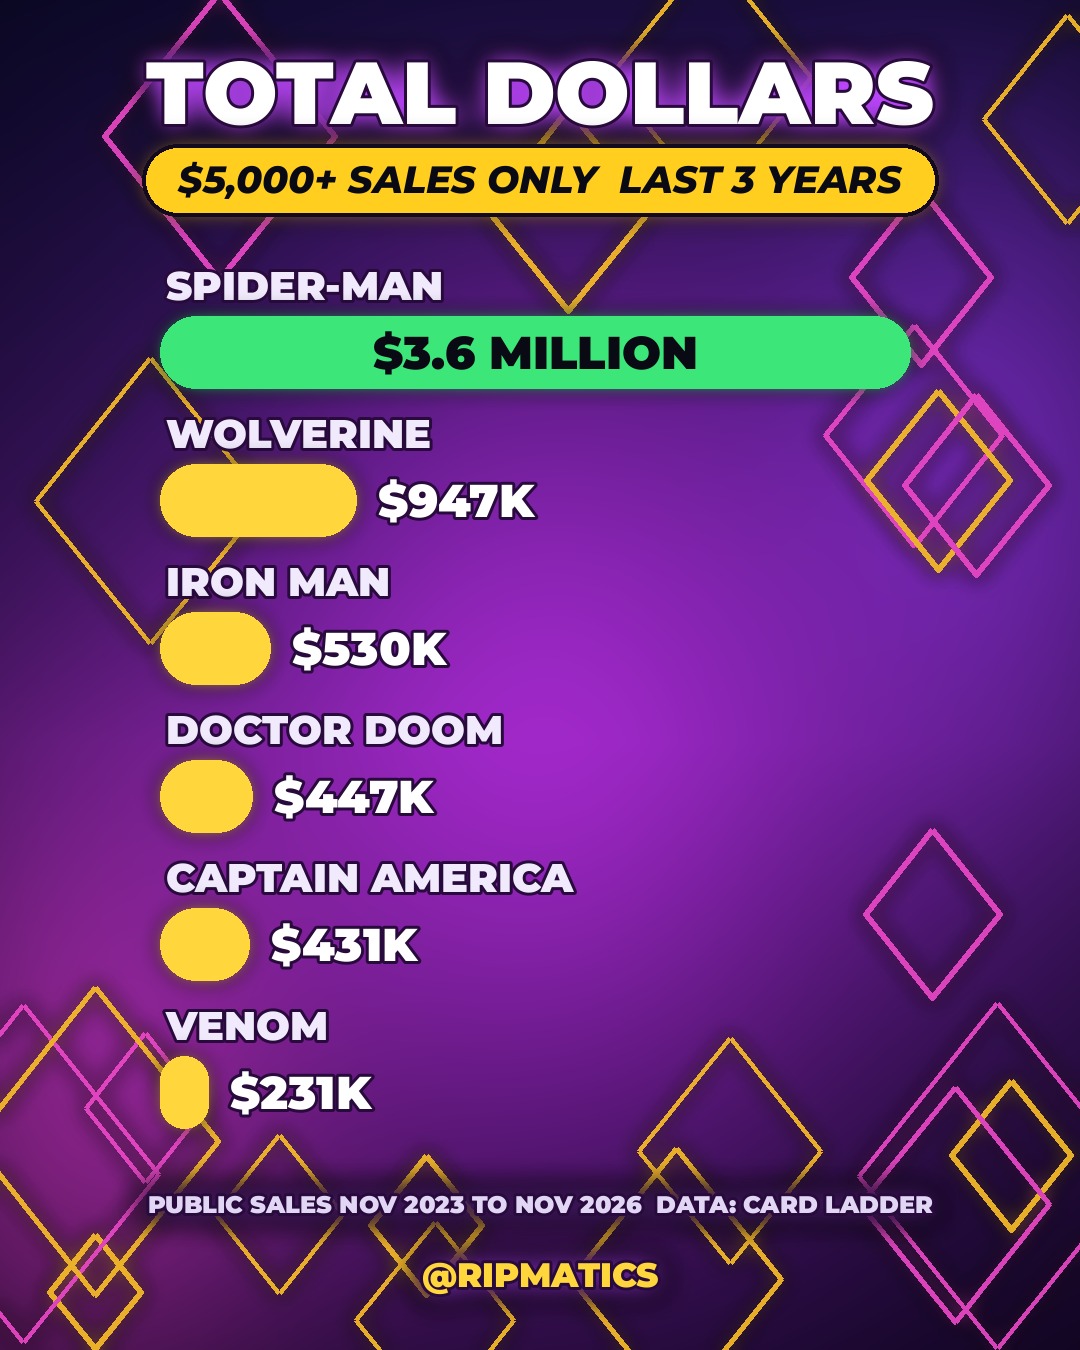 TOTAL DOLLARS
$5,000+ SALES ONLY LAST 3 YEARS
SPIDER-MAN
$3.6 MILLION
WOLVERINE
$947K
IRON MAN
$530K
DOCTOR DOOM
$447K
CAPTAIN AMERICA
$431K
VENOM
$231K
PUBLIC SALES NOV 2023 TO NOV 2026 DATA: CARD LADDER
@RIPMATICS